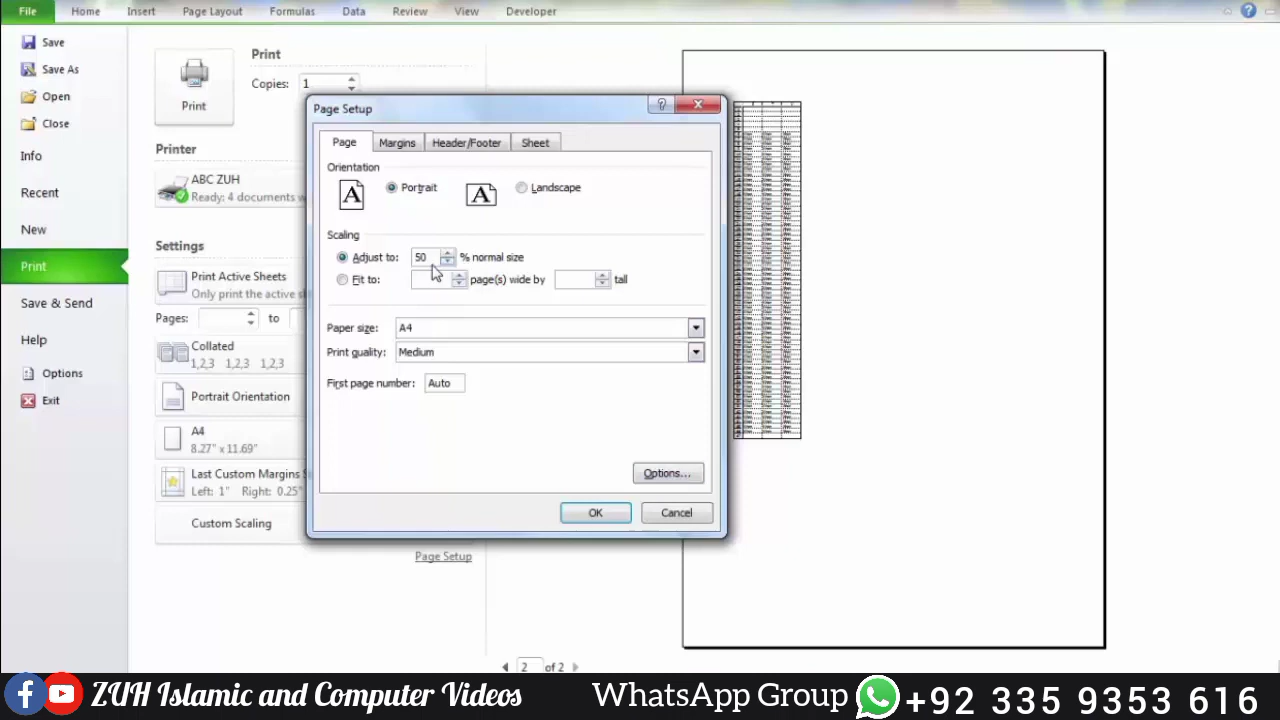 File Home Insert Page Layout Formulas Data Review View Developer
Save
Save As
Open
Close
Info
Recent
New
Print
Save & Send
Help
Options
Exit
Print
Print
Copies: 1
Printer
ABC ZUH
Ready: 4 documents w
Settings
Print Active Sheets
Only print the active s
Pages: to
Collated
1,2,3 1,2,3 1,2,3
Portrait Orientation
A4
8.27" x 11.69"
Last Custom Margins S
Left: 1" Right: 0.25"
Custom Scaling
Page Setup
Page Setup
Page Margins Header/Footer Sheet
Orientation
A Portrait A Landscape
Scaling
Adjust to: 50 % normal size
Fit to: page(s) wide by tall
Paper size: A4
Print quality: Medium
First page number: Auto
Options...
OK Cancel
2 of 2
ZUH Islamic and Computer Videos WhatsApp Group +92 335 9353 616